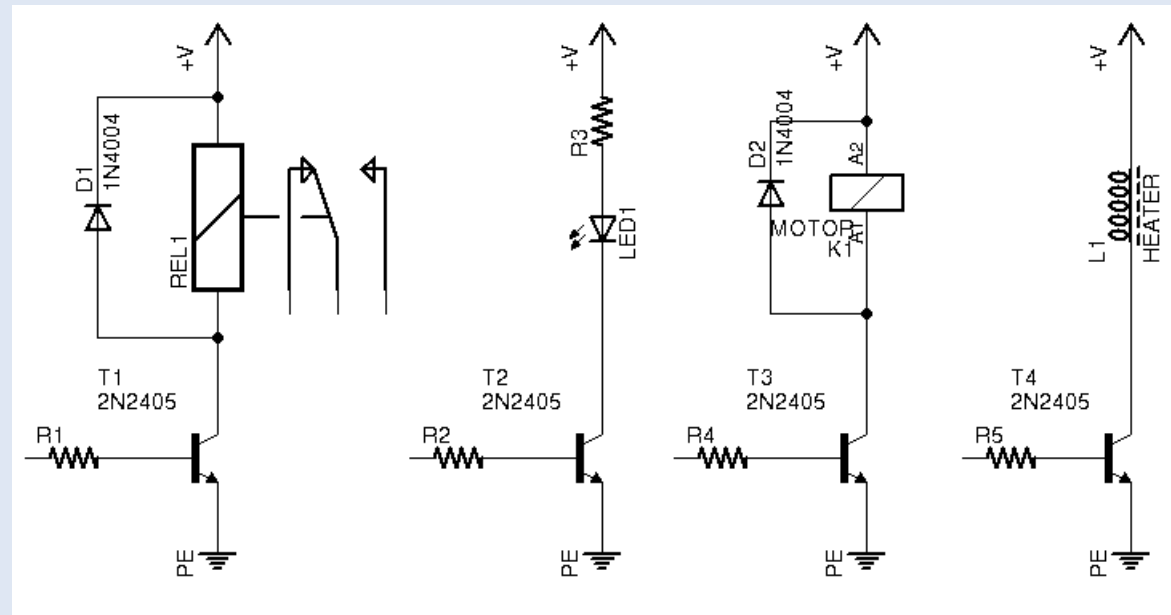 +V
D1
1N4004
REL1
T1
2N2405
R1
PE
+V
R3
LED1
T2
2N2405
R2
PE
+V
D2
1N4004
A2
MOTOR
A1
K1
T3
2N2405
R4
PE
+V
L1
HEATER
T4
2N2405
R5
PE